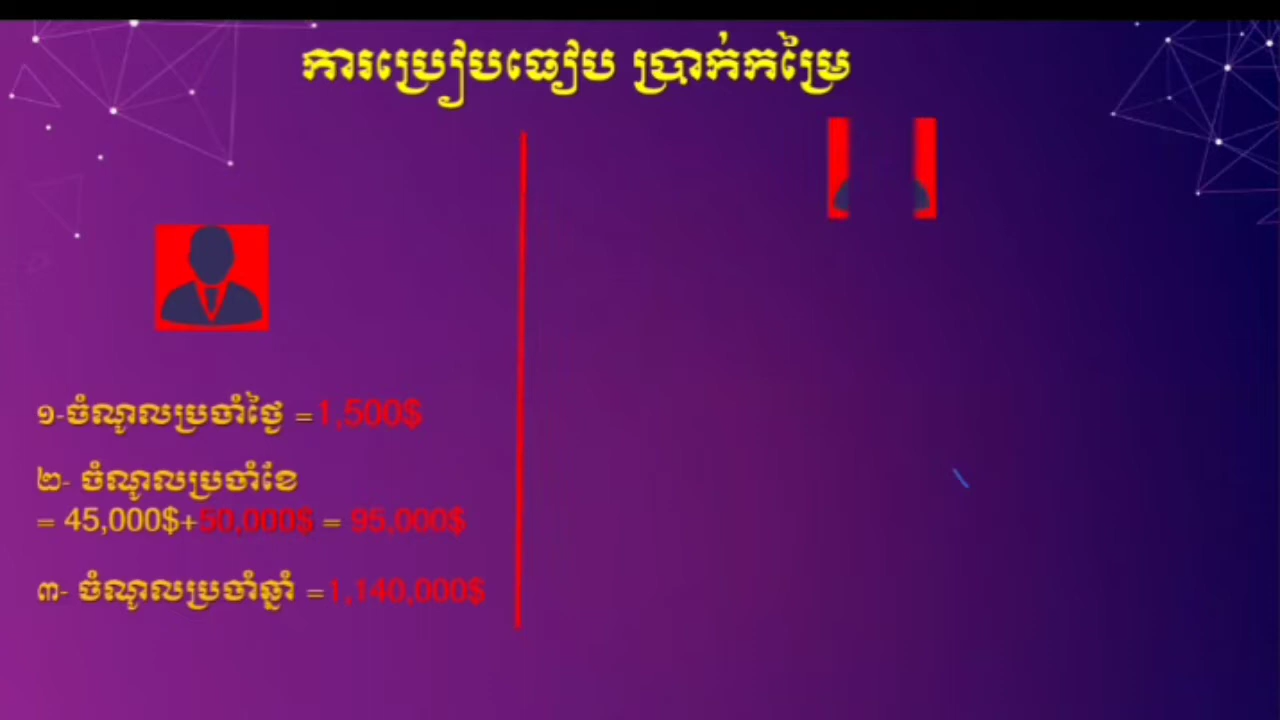 ការប្រៀបធៀប ប្រាក់កម្រៃ
១-ចំណូលប្រចាំថ្ងៃ =1,500$
២- ចំណូលប្រចាំខែ
= 45,000$+50,000$ = 95,000$
៣- ចំណូលប្រចាំឆ្នាំ =1,140,000$